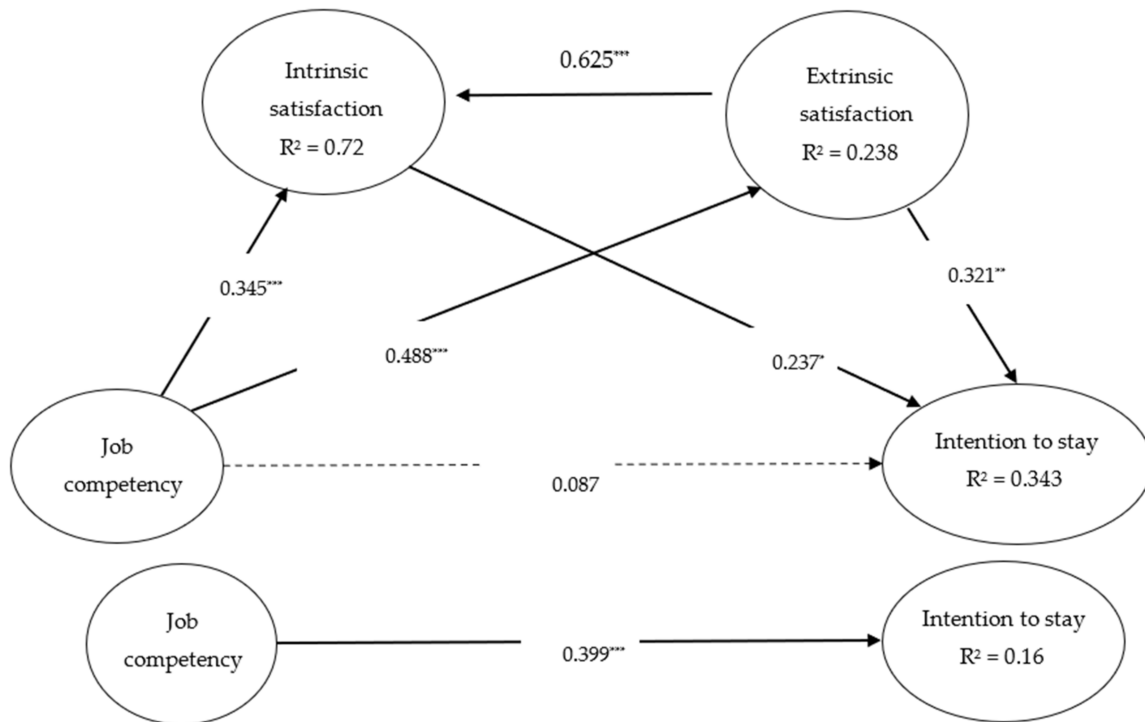 0.625***
Intrinsic
satisfaction
R² = 0.72
Extrinsic
satisfaction
R² = 0.238
0.345***
0.321**
0.488***
0.237*
Job
competency
0.087
Intention to stay
R² = 0.343
Job
competency
0.399***
Intention to stay
R² = 0.16